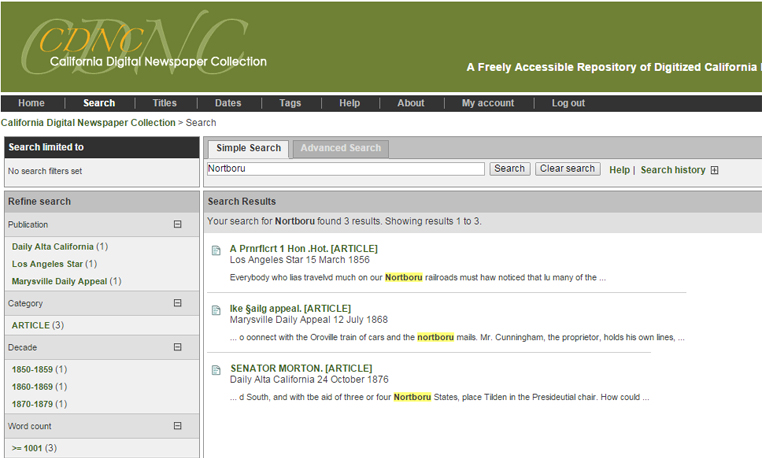 CDNC
CDNC
California Digital Newspaper Collection
A Freely Accessible Repository of Digitized California
Home Search Titles Dates Tags Help About My account Log out
California Digital Newspaper Collection > Search
Search limited to
No search filters set
Refine search
Publication
Daily Alta California (1)
Los Angeles Star (1)
Marysville Daily Appeal (1)
Category
ARTICLE (3)
Decade
1850-1859 (1)
1860-1869 (1)
1870-1879 (1)
Word count
>= 1001 (3)
Simple Search Advanced Search
Nortboru Search Clear search Help | Search history
Search Results
Your search for Nortboru found 3 results. Showing results 1 to 3.
A Prnrflcrt 1 Hon .Hot. [ARTICLE]
Los Angeles Star 15 March 1856
Everybody who lias travelvd much on our Nortboru railroads must haw noticed that lu many of the ...
Ike §ailg appeal. [ARTICLE]
Marysville Daily Appeal 12 July 1868
... o oonnect with the Oroville train of cars and the nortboru mails. Mr. Cunningham, the proprietor, holds his own lines, ...
SENATOR MORTON. [ARTICLE]
Daily Alta California 24 October 1876
... d South, and with tbe aid of three or four Nortboru States, place Tilden in the Presideutial chair. How could ...